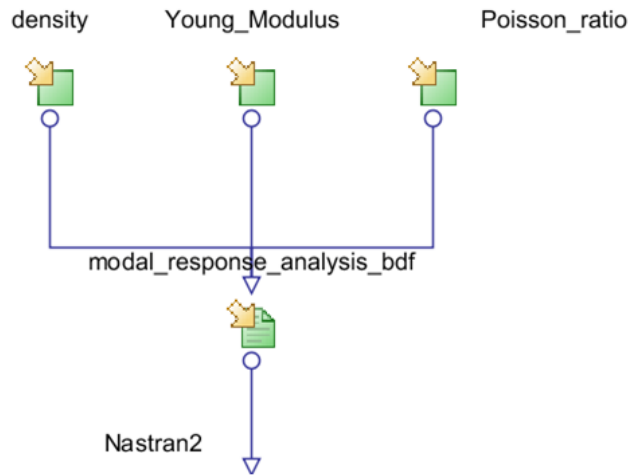 density Young_Modulus Poisson_ratio
modal_response_analysis_bdf
Nastran2